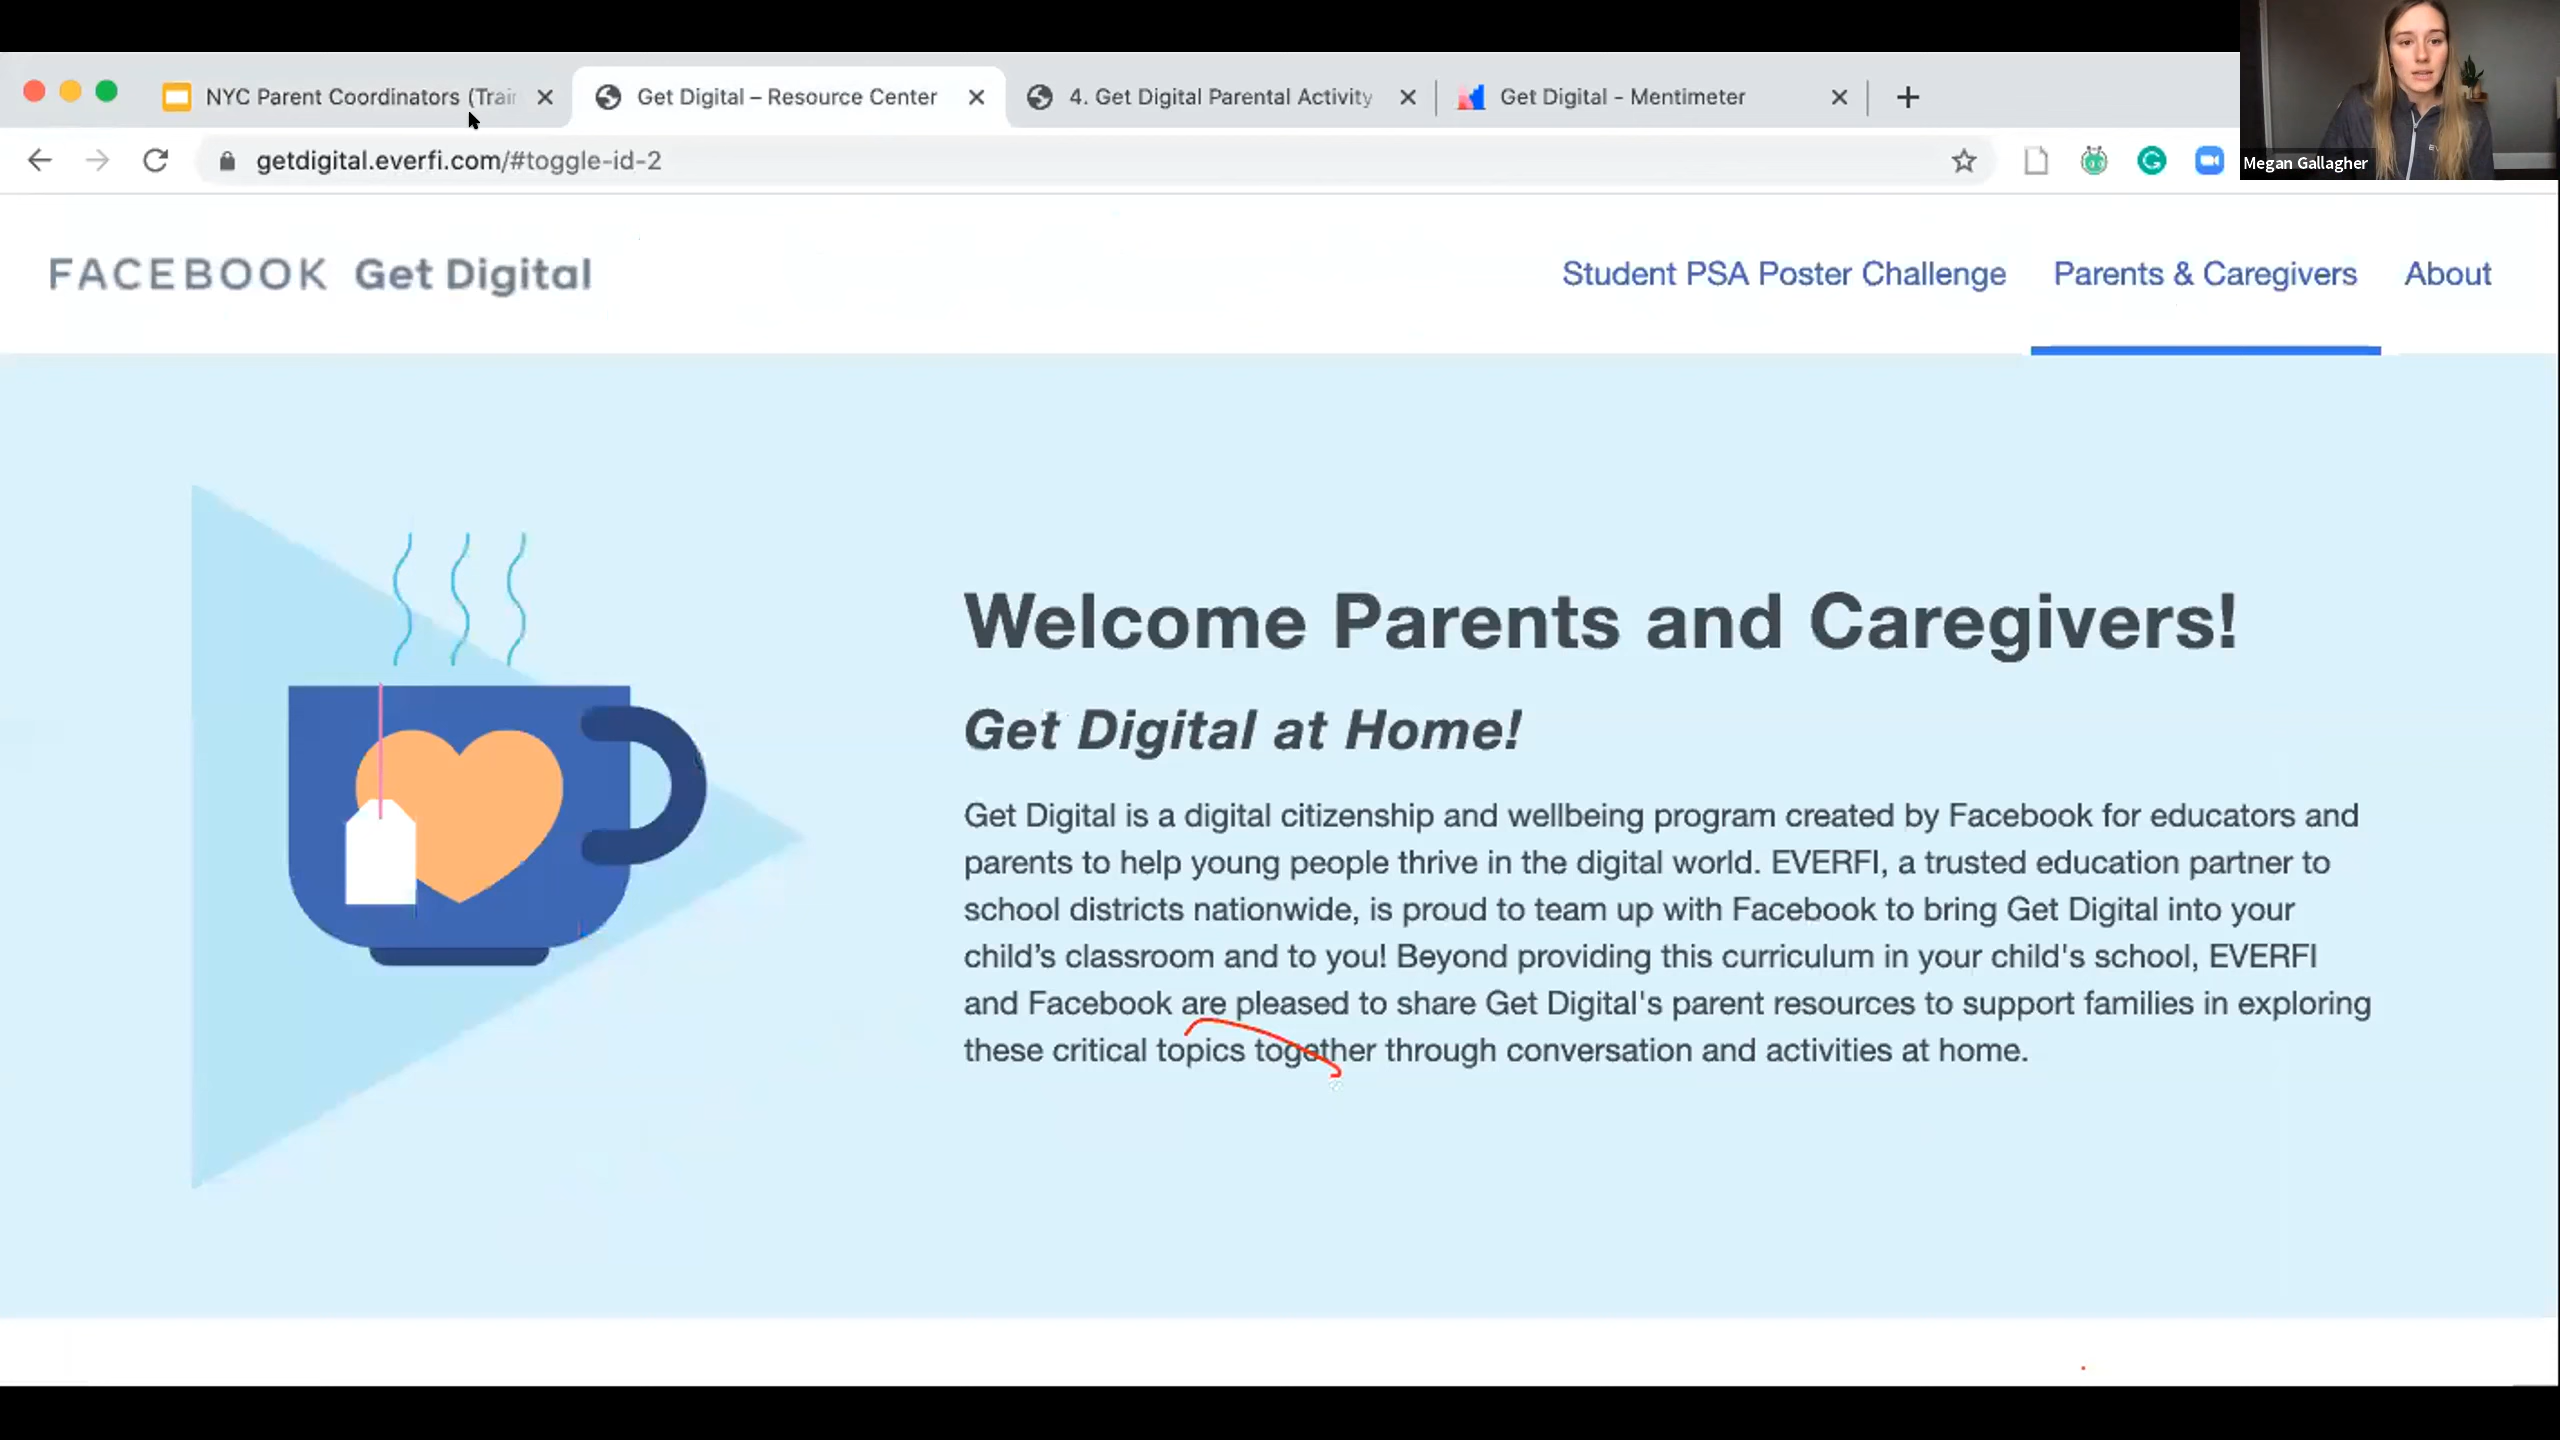 NYC Parent Coordinators (Trai
Get Digital – Resource Center
4. Get Digital Parental Activity
Get Digital - Mentimeter
getdigital.everfi.com/#toggle-id-2
Megan Gallagher
FACEBOOK Get Digital
Student PSA Poster Challenge
Parents & Caregivers
About
Welcome Parents and Caregivers!
Get Digital at Home!
Get Digital is a digital citizenship and wellbeing program created by Facebook for educators and
parents to help young people thrive in the digital world. EVERFI, a trusted education partner to
school districts nationwide, is proud to team up with Facebook to bring Get Digital into your
child’s classroom and to you! Beyond providing this curriculum in your child's school, EVERFI
and Facebook are pleased to share Get Digital's parent resources to support families in exploring
these critical topics together through conversation and activities at home.